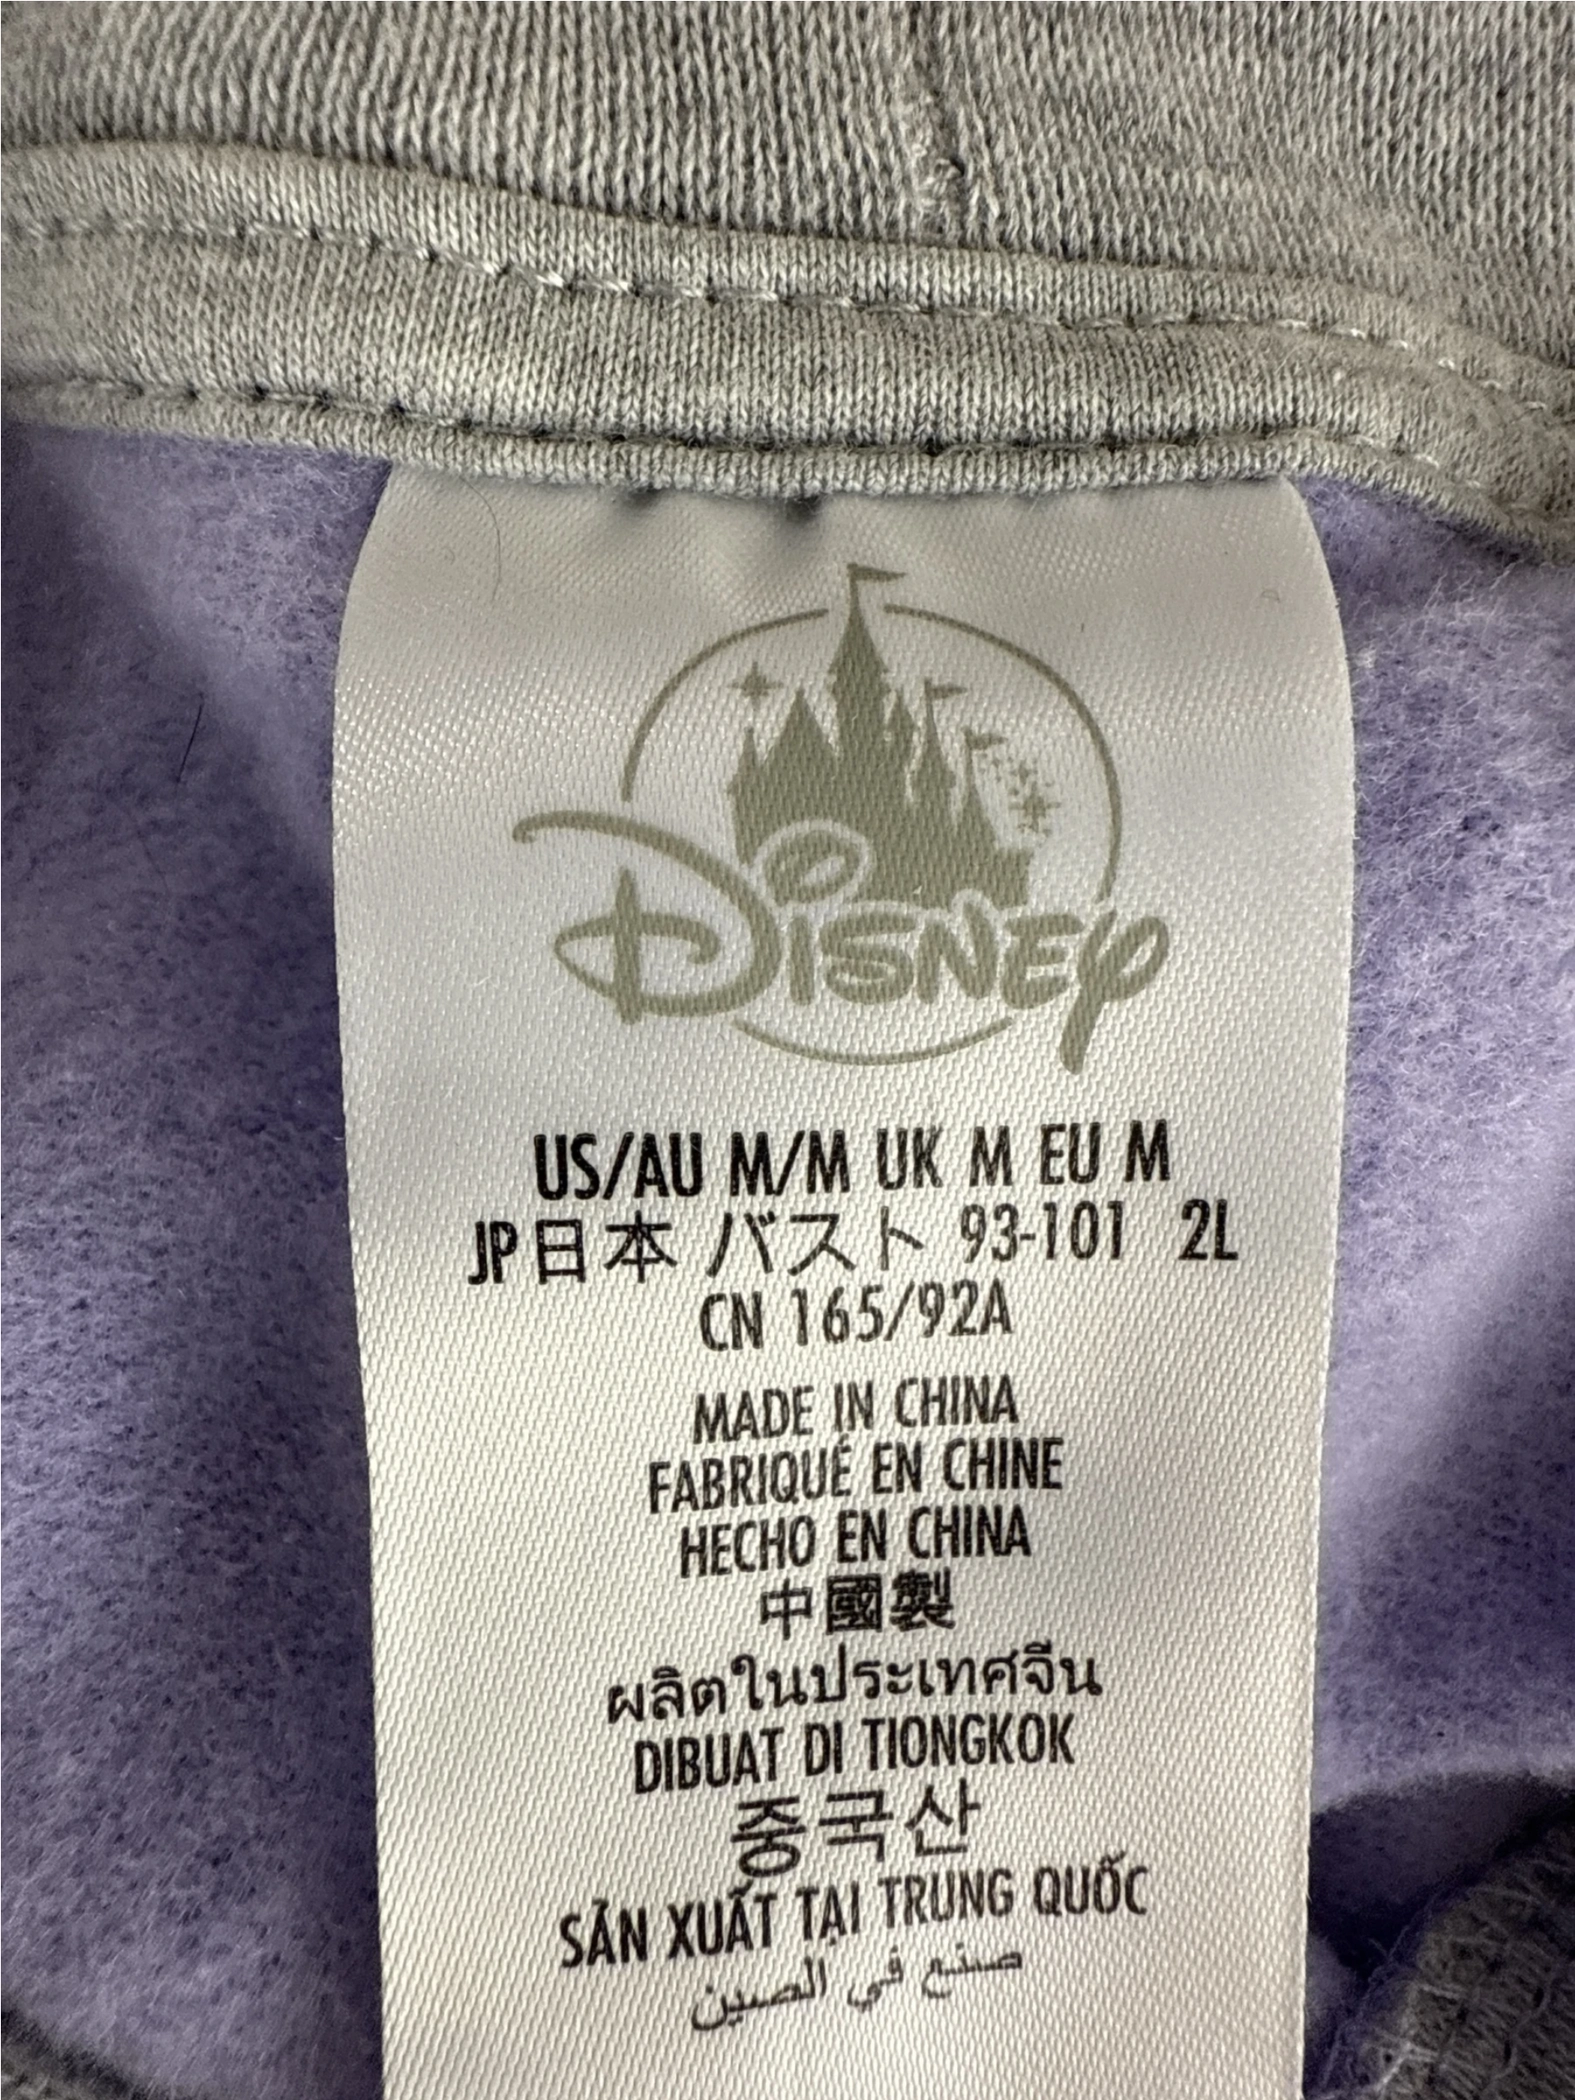 Disney
US/AU M/M UK M EU M
JP日本 バスト 93-101 2L
CN 165/92A
MADE IN CHINA
FABRIQUÉ EN CHINE
HECHO EN CHINA
中國製
ผลิตในประเทศจีน
DIBUAT DI TIONGKOK
중국산
SẢN XUẤT TẠI TRUNG QUỐC
صنع في الصين